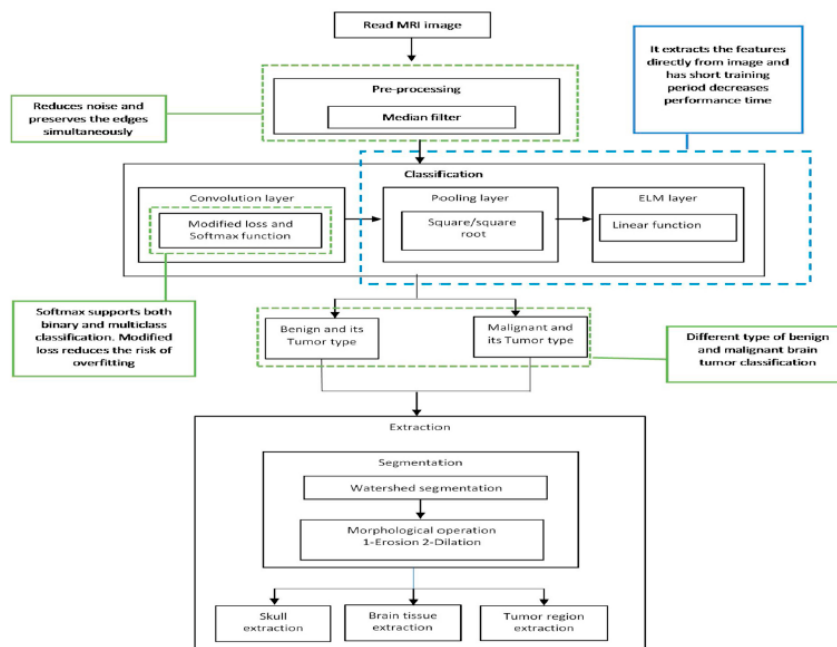 Read MRI image
It extracts the features
directly from image and
has short training
period decreases
performance time
Reduces noise and
preserves the edges
simultaneously
Pre-processing
Median filter
Classification
Convolution layer
Modified loss and
Softmax function
Pooling layer
Square/square
root
ELM layer
Linear function
Softmax supports both
binary and multiclass
classification. Modified
loss reduces the risk of
overfitting
Benign and its
Tumor type
Malignant and
its Tumor type
Different type of benign
and malignant brain
tumor classification
Extraction
Segmentation
Watershed segmentation
Morphological operation
1-Erosion 2-Dilation
Skull
extraction
Brain tissue
extraction
Tumor region
extraction